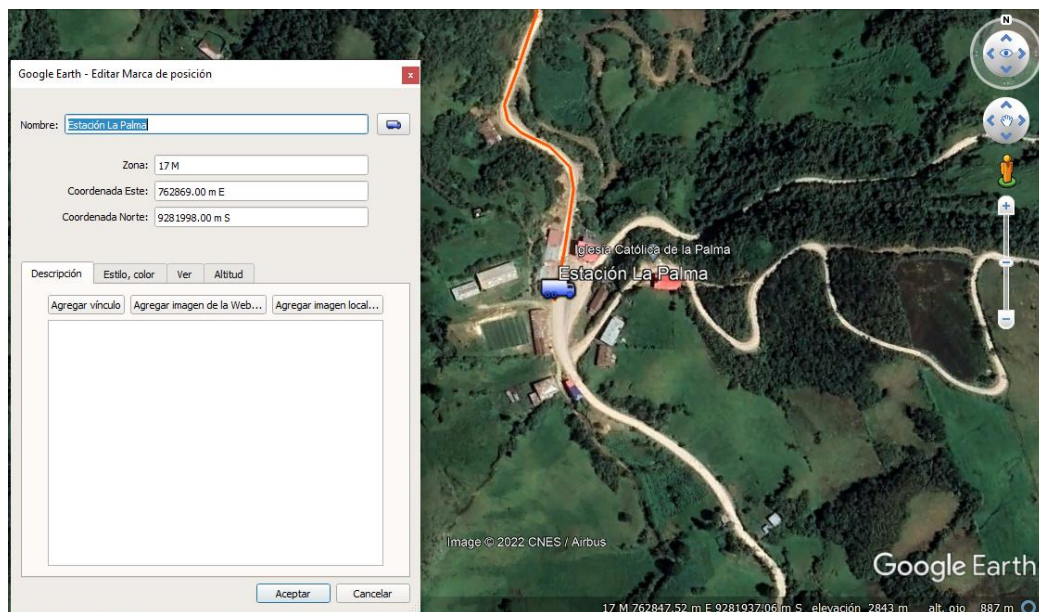 Google Earth - Editar Marca de posición
x
Nombre: Estación La Palma
Zona: 17 M
Coordenada Este: 762869.00 m E
Coordenada Norte: 9281998.00 m S
Descripción Estilo, color Ver Altitud
Agregar vínculo Agregar imagen de la Web... Agregar imagen local...
Aceptar Cancelar
N
Iglesia Católica de la Palma
Estación La Palma
Image © 2022 CNES / Airbus
Google Earth
17 M 762847.52 m E 9281937.06 m S elevación 2843 m alt. ojo 887 m